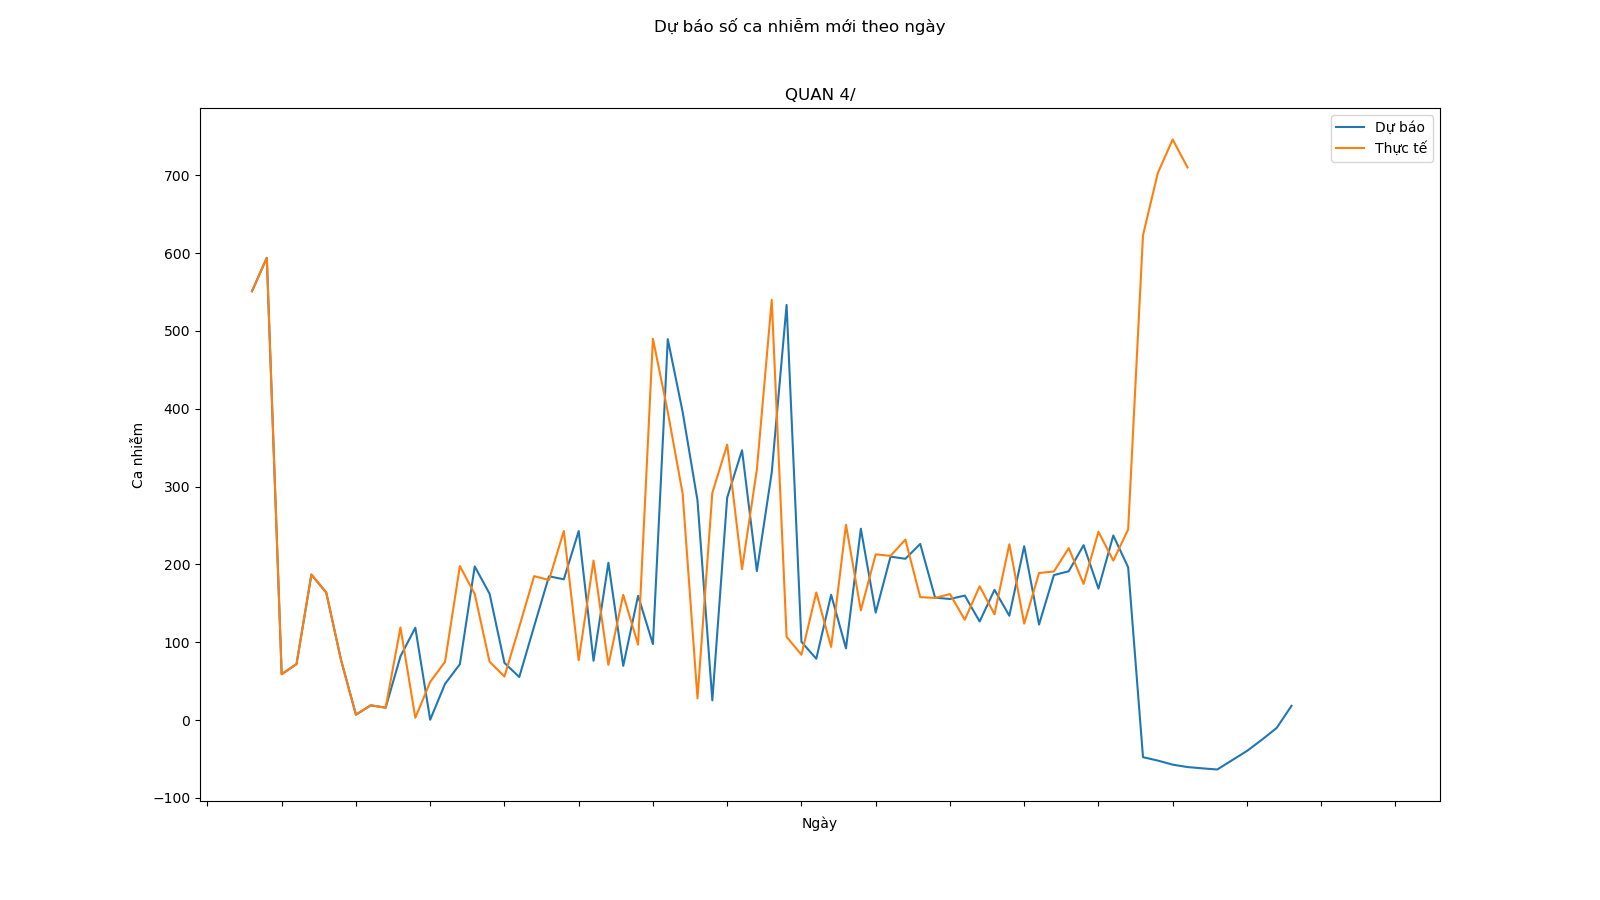 Dự báo số ca nhiễm mới theo ngày
QUAN 4/
Dự báo
Thực tế
700
600
500
400
300
200
100
0
−100
Ca nhiễm
Ngày